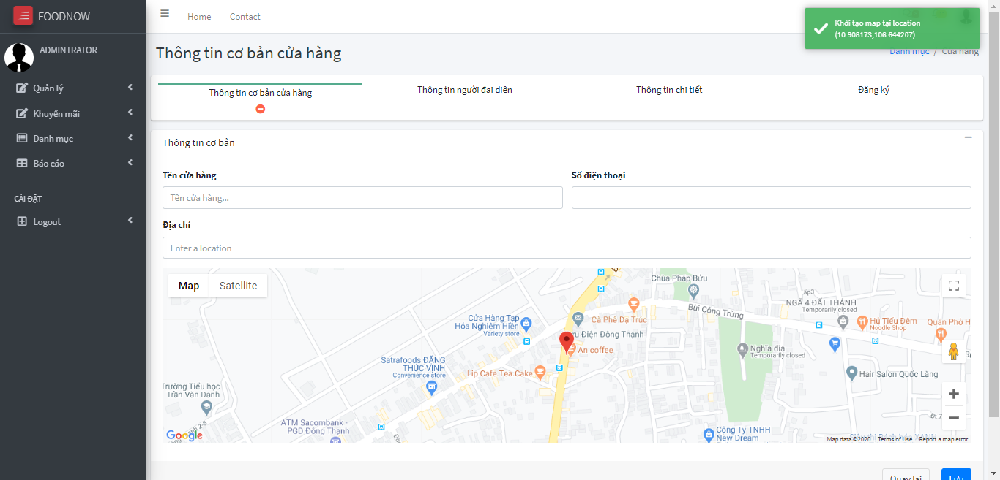 FOODNOW
Home
Contact
Khởi tạo map tại location
(10.908173,106.644207)
ADMINTRATOR
Thông tin cơ bản cửa hàng
Danh mục / Cửa hàng
Quản lý
Khuyến mãi
Danh mục
Báo cáo
CÀI ĐẶT
Logout
Thông tin cơ bản cửa hàng
Thông tin người đại diện
Thông tin chi tiết
Đăng ký
Thông tin cơ bản
Tên cửa hàng
Số điện thoại
Tên cửa hàng...
Địa chỉ
Enter a location
Map
Satellite
Chùa Pháp Bửu
ấp3
NGÃ 4 ĐẤT THÁNH
Temporarily closed
Bùi Công Trừng
Cửa Hàng Tạp
Hóa Nghiêm Hiền
Variety store
Cà Phê Dạ Trúc
Hủ Tiếu Đêm
Noodle Shop
Quán Phở H
ưu Điện Đông Thạnh
An coffee
Nghĩa địa
Temporarily closed
Satrafoods ĐẶNG
THÚC VỊNH
Convenience store
Lip Cafe.Tea.Cake
Hair Salon Quốc Lãng
Trường Tiểu học
Trần Văn Danh
ATM Sacombank -
PGD Đông Thạnh
Công Ty TNHH
New Dream
Đt 7
Google
Map data ©2020
Terms of Use
Report a map error
Quay lại
Lưu